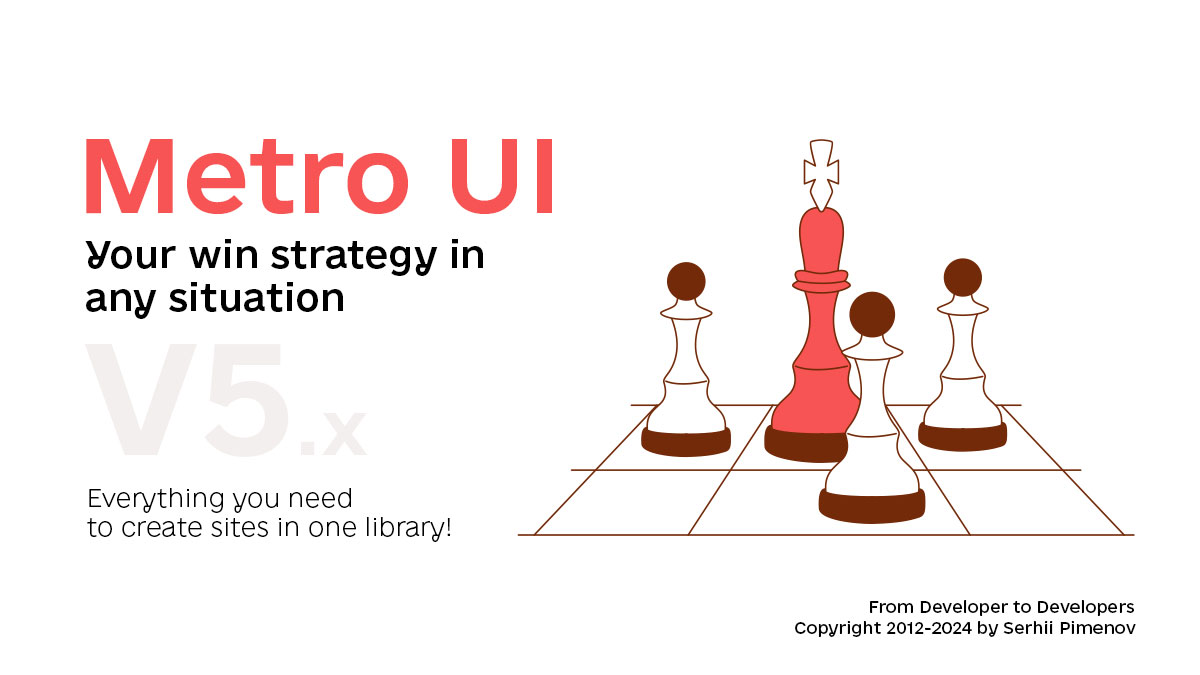 Metro UI
Your win strategy in
any situation
V5.x
Everything you need
to create sites in one library!
From Developer to Developers
Copyright 2012-2024 by Serhii Pimenov